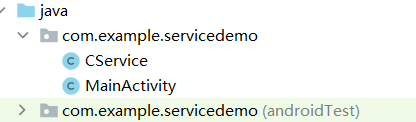 java
com.example.servicedemo
C CService
C MainActivity
com.example.servicedemo (androidTest)